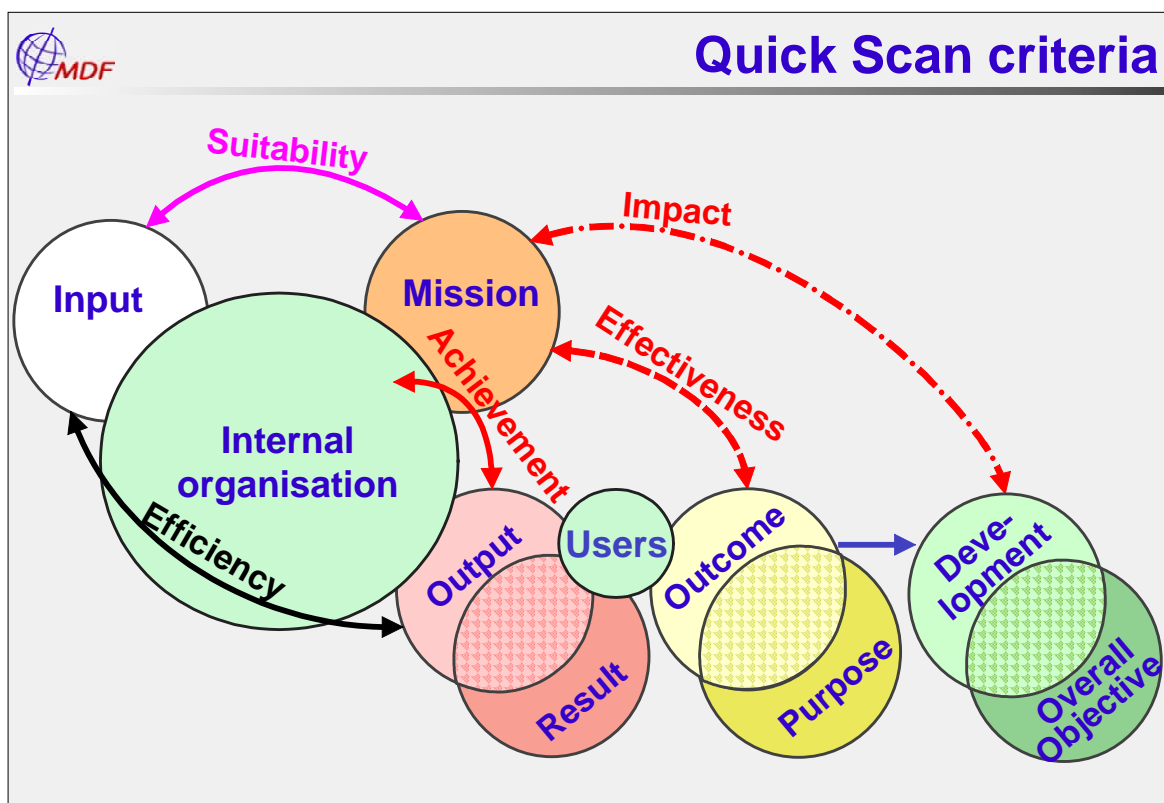 MDF
Quick Scan criteria
Suitability
Impact
Input
Mission
Effectiveness
Achievement
Internal
organisation
Efficiency
Output
Users
Outcome
Deve-
lopment
Result
Purpose
Overall
Objective